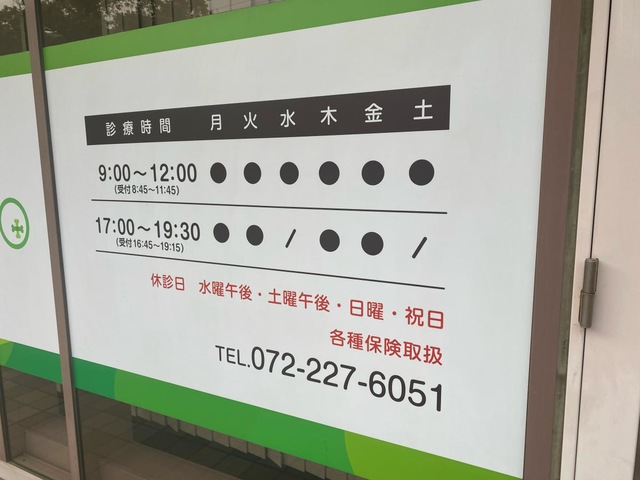 診療時間 月 火 水 木 金 土
9:00～12:00 ● ● ● ● ● ●
(受付8:45～11:45)
17:00～19:30 ● ● / ● ● /
(受付16:45～19:15)
休診日 水曜午後・土曜午後・日曜・祝日
各種保険取扱
TEL.072-227-6051